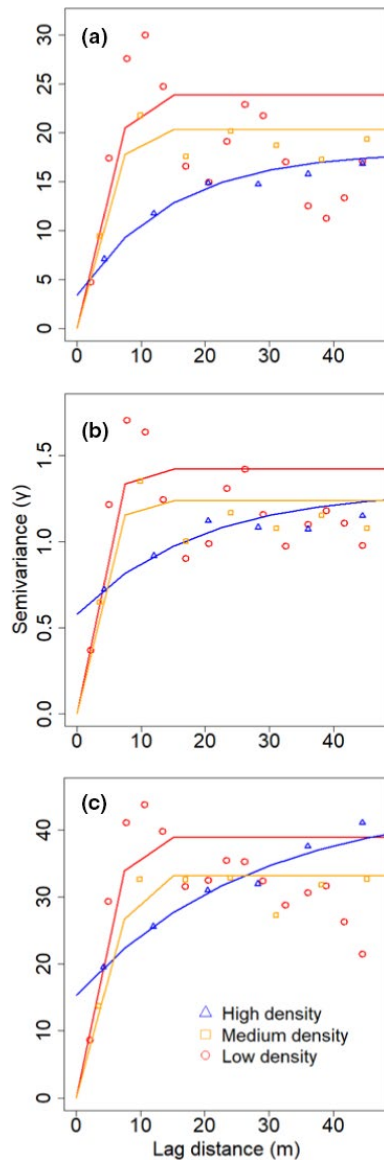 (a)
30
25
20
15
10
5
0
0 10 20 30 40
(b)
Semivariance (γ)
1.5
1.0
0.5
0.0
0 10 20 30 40
(c)
40
30
20
10
0
High density
Medium density
Low density
0 10 20 30 40
Lag distance (m)